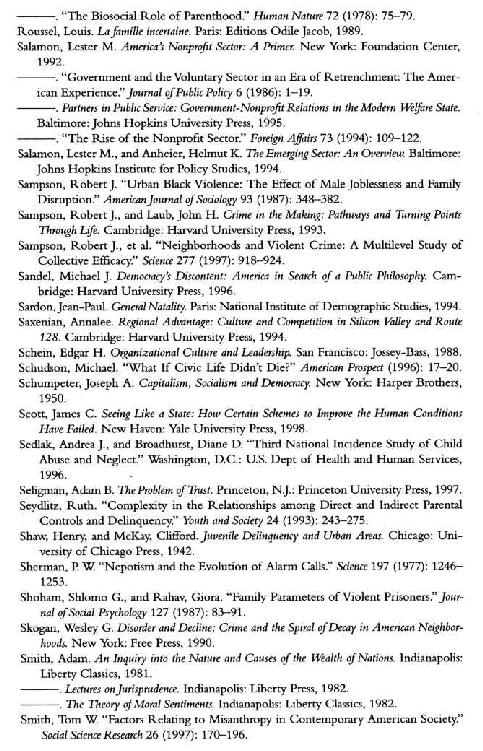 ———. "The Biosocial Role of Parenthood." Human Nature 72 (1978): 75–79.
Roussel, Louis. La famille incertaine. Paris: Editions Odile Jacob, 1989.
Salamon, Lester M. America's Nonprofit Sector: A Primer. New York: Foundation Center,
1992.
———. "Government and the Voluntary Sector in an Era of Retrenchment: The Amer-
ican Experience." Journal of Public Policy 6 (1986): 1–19.
———. Partners in Public Service: Government-Nonprofit Relations in the Modern Welfare State.
Baltimore: Johns Hopkins University Press, 1995.
———. "The Rise of the Nonprofit Sector." Foreign Affairs 73 (1994): 109–122.
Salamon, Lester M., and Anheier, Helmut K. The Emerging Sector: An Overview. Baltimore:
Johns Hopkins Institute for Policy Studies, 1994.
Sampson, Robert J. "Urban Black Violence: The Effect of Male Joblessness and Family
Disruption." American Journal of Sociology 93 (1987): 348–382.
Sampson, Robert J., and Laub, John H. Crime in the Making: Pathways and Turning Points
Through Life. Cambridge: Harvard University Press, 1993.
Sampson, Robert J., et al. "Neighborhoods and Violent Crime: A Multilevel Study of
Collective Efficacy." Science 277 (1997): 918–924.
Sandel, Michael J. Democracy's Discontent: America in Search of a Public Philosophy. Cam-
bridge: Harvard University Press, 1996.
Sardon, Jean-Paul. General Natality. Paris: National Institute of Demographic Studies, 1994.
Saxenian, Annalee. Regional Advantage: Culture and Competition in Silicon Valley and Route
128. Cambridge: Harvard University Press, 1994.
Schein, Edgar H. Organizational Culture and Leadership. San Francisco: Jossey-Bass, 1988.
Schudson, Michael. "What If Civic Life Didn't Die?" American Prospect (1996): 17–20.
Schumpeter, Joseph A. Capitalism, Socialism and Democracy. New York: Harper Brothers,
1950.
Scott, James C. Seeing Like a State: How Certain Schemes to Improve the Human Conditions
Have Failed. New Haven: Yale University Press, 1998.
Sedlak, Andrea J., and Broadhurst, Diane D. "Third National Incidence Study of Child
Abuse and Neglect." Washington, D.C.: U.S. Dept of Health and Human Services,
1996.
Seligman, Adam B. The Problem of Trust. Princeton, N.J.: Princeton University Press, 1997.
Seydlitz, Ruth. "Complexity in the Relationships among Direct and Indirect Parental
Controls and Delinquency." Youth and Society 24 (1993): 243–275.
Shaw, Henry, and McKay, Clifford. Juvenile Delinquency and Urban Areas. Chicago: Uni-
versity of Chicago Press, 1942.
Sherman, P. W. "Nepotism and the Evolution of Alarm Calls." Science 197 (1977): 1246–
1253.
Shoham, Shlomo G., and Rahav, Giora. "Family Parameters of Violent Prisoners." Jour-
nal of Social Psychology 127 (1987): 83–91.
Skogan, Wesley G. Disorder and Decline: Crime and the Spiral of Decay in American Neighbor-
hoods. New York: Free Press, 1990.
Smith, Adam. An Inquiry into the Nature and Causes of the Wealth of Nations. Indianapolis:
Liberty Classics, 1981.
———. Lectures on Jurisprudence. Indianapolis: Liberty Press, 1982.
———. The Theory of Moral Sentiments. Indianapolis: Liberty Classics, 1982.
Smith, Tom W. "Factors Relating to Misanthropy in Contemporary American Society."
Social Science Research 26 (1997): 170–196.